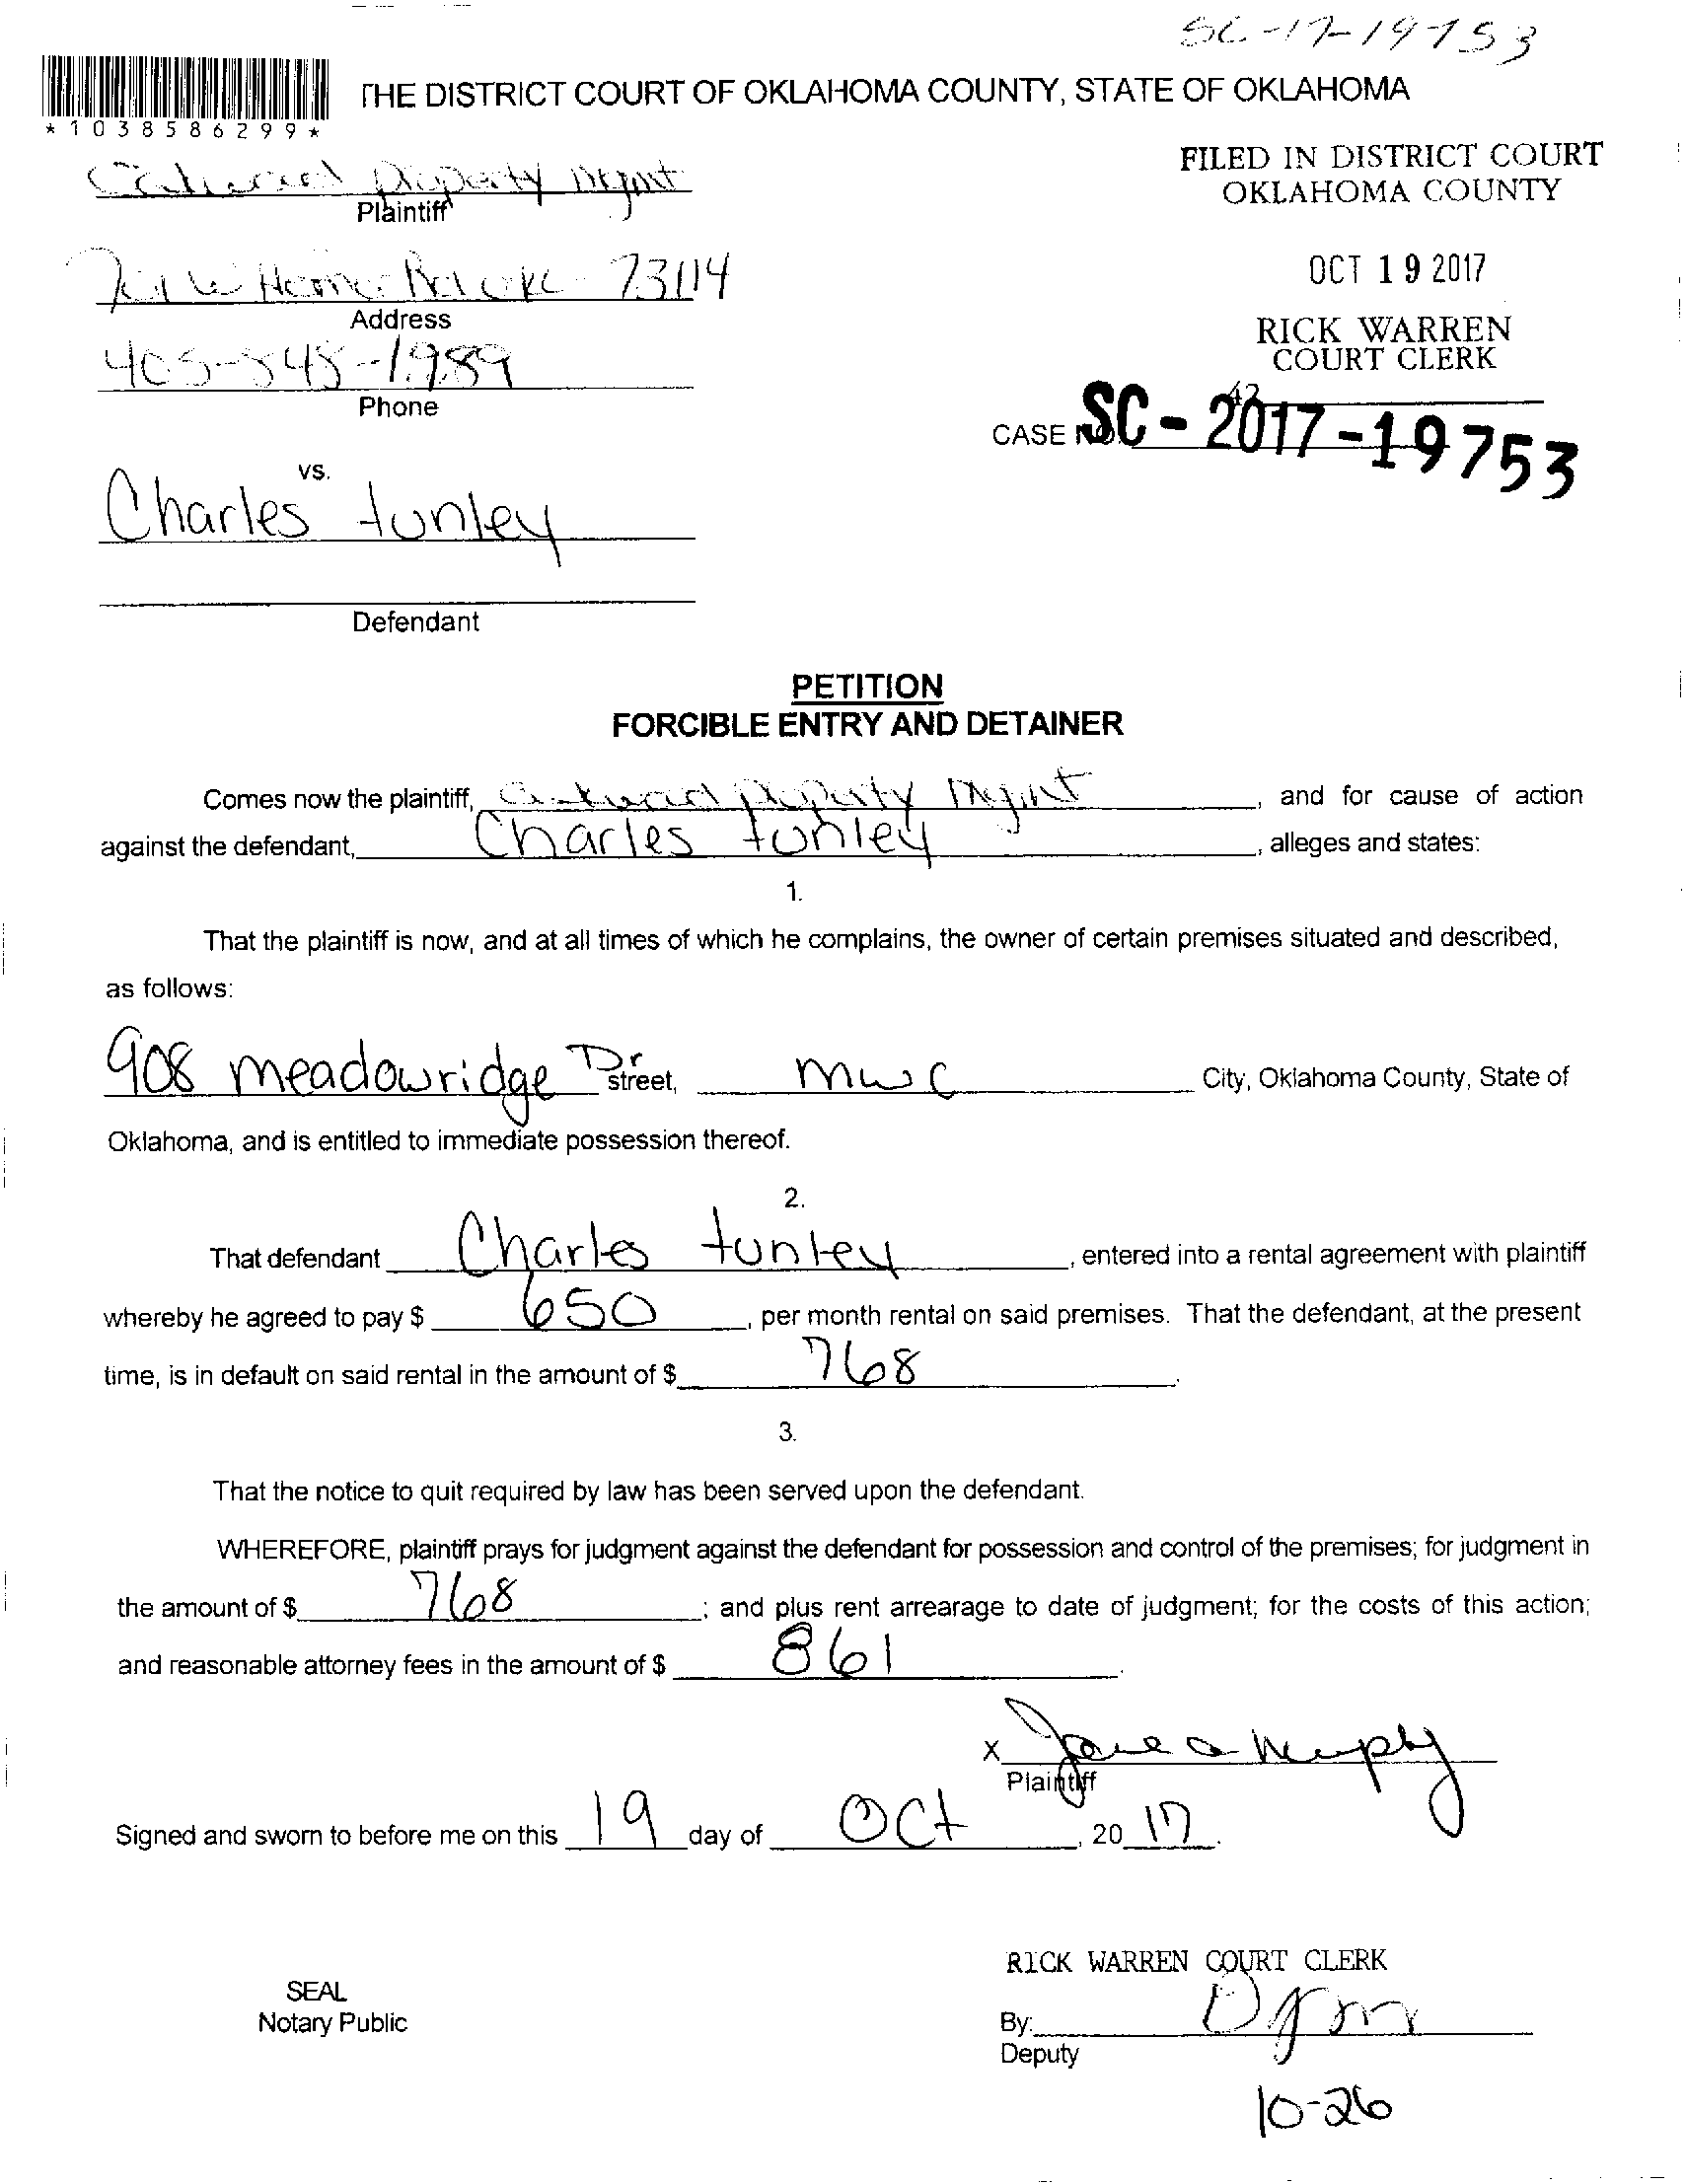 SC-17-19753
THE DISTRICT COURT OF OKLAHOMA COUNTY, STATE OF OKLAHOMA
*1038586299*
FILED IN DISTRICT COURT
OKLAHOMA COUNTY
Property Mgmt
Plaintiff
OCT 19 2017
73114
Address
RICK WARREN
COURT CLERK
405-848-1989
Phone
42
CASE NO. SC-2017-19753
vs.
Charles tunley
Defendant
PETITION
FORCIBLE ENTRY AND DETAINER
Comes now the plaintiff, Property Mgmt, and for cause of action
against the defendant, Charles tunley, alleges and states:
1.
That the plaintiff is now, and at all times of which he complains, the owner of certain premises situated and described,
as follows:
908 meadowridge Dr street, mwc City, Oklahoma County, State of
Oklahoma, and is entitled to immediate possession thereof.
2.
That defendant Charles tunley, entered into a rental agreement with plaintiff
whereby he agreed to pay $ 650, per month rental on said premises. That the defendant, at the present
time, is in default on said rental in the amount of $ 768.
3.
That the notice to quit required by law has been served upon the defendant.
WHEREFORE, plaintiff prays for judgment against the defendant for possession and control of the premises; for judgment in
the amount of $ 768; and plus rent arrearage to date of judgment; for the costs of this action;
and reasonable attorney fees in the amount of $ 861.
x Jane a Murphy
Plaintiff
Signed and sworn to before me on this 19 day of Oct, 20 17.
RICK WARREN COURT CLERK
SEAL
Notary Public
By:
Deputy
10-26